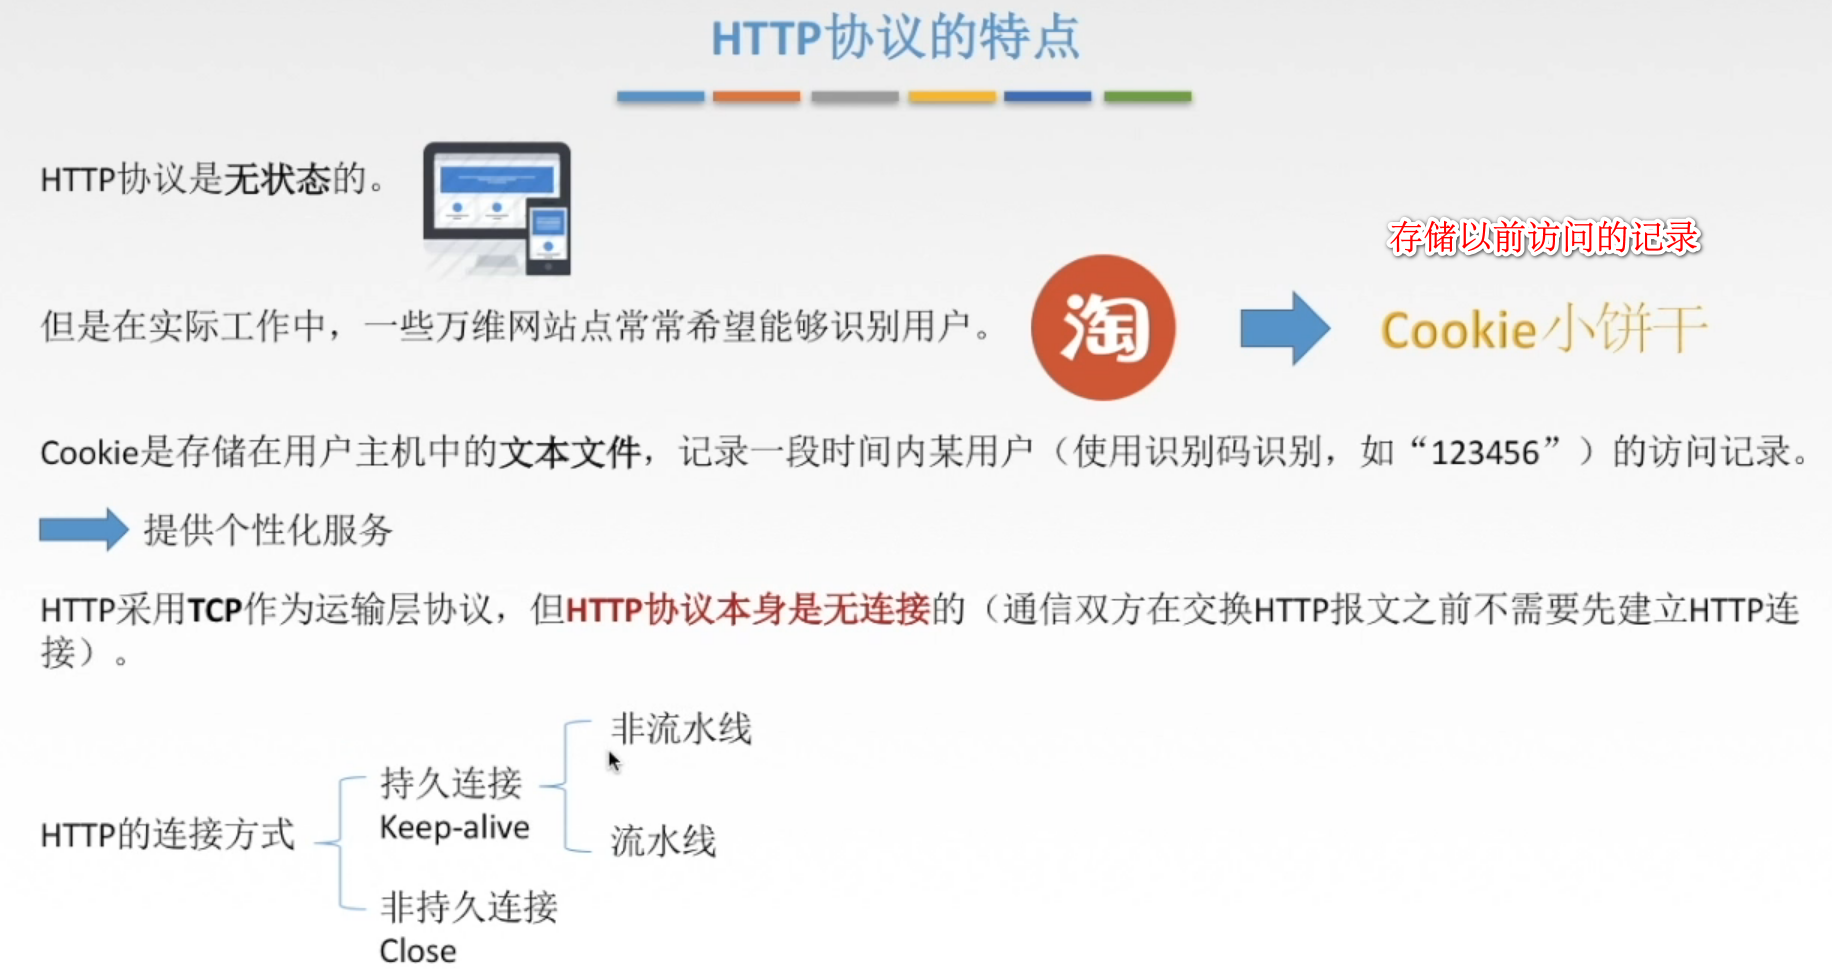 HTTP协议的特点
HTTP协议是无状态的。
存储以前访问的记录
但是在实际工作中，一些万维网站点常常希望能够识别用户。
淘
Cookie小饼干
Cookie是存储在用户主机中的文本文件，记录一段时间内某用户（使用识别码识别，如“123456”）的访问记录。
提供个性化服务
HTTP采用TCP作为运输层协议，但HTTP协议本身是无连接的（通信双方在交换HTTP报文之前不需要先建立HTTP连
接）。
非流水线
持久连接
Keep-alive
HTTP的连接方式
流水线
非持久连接
Close